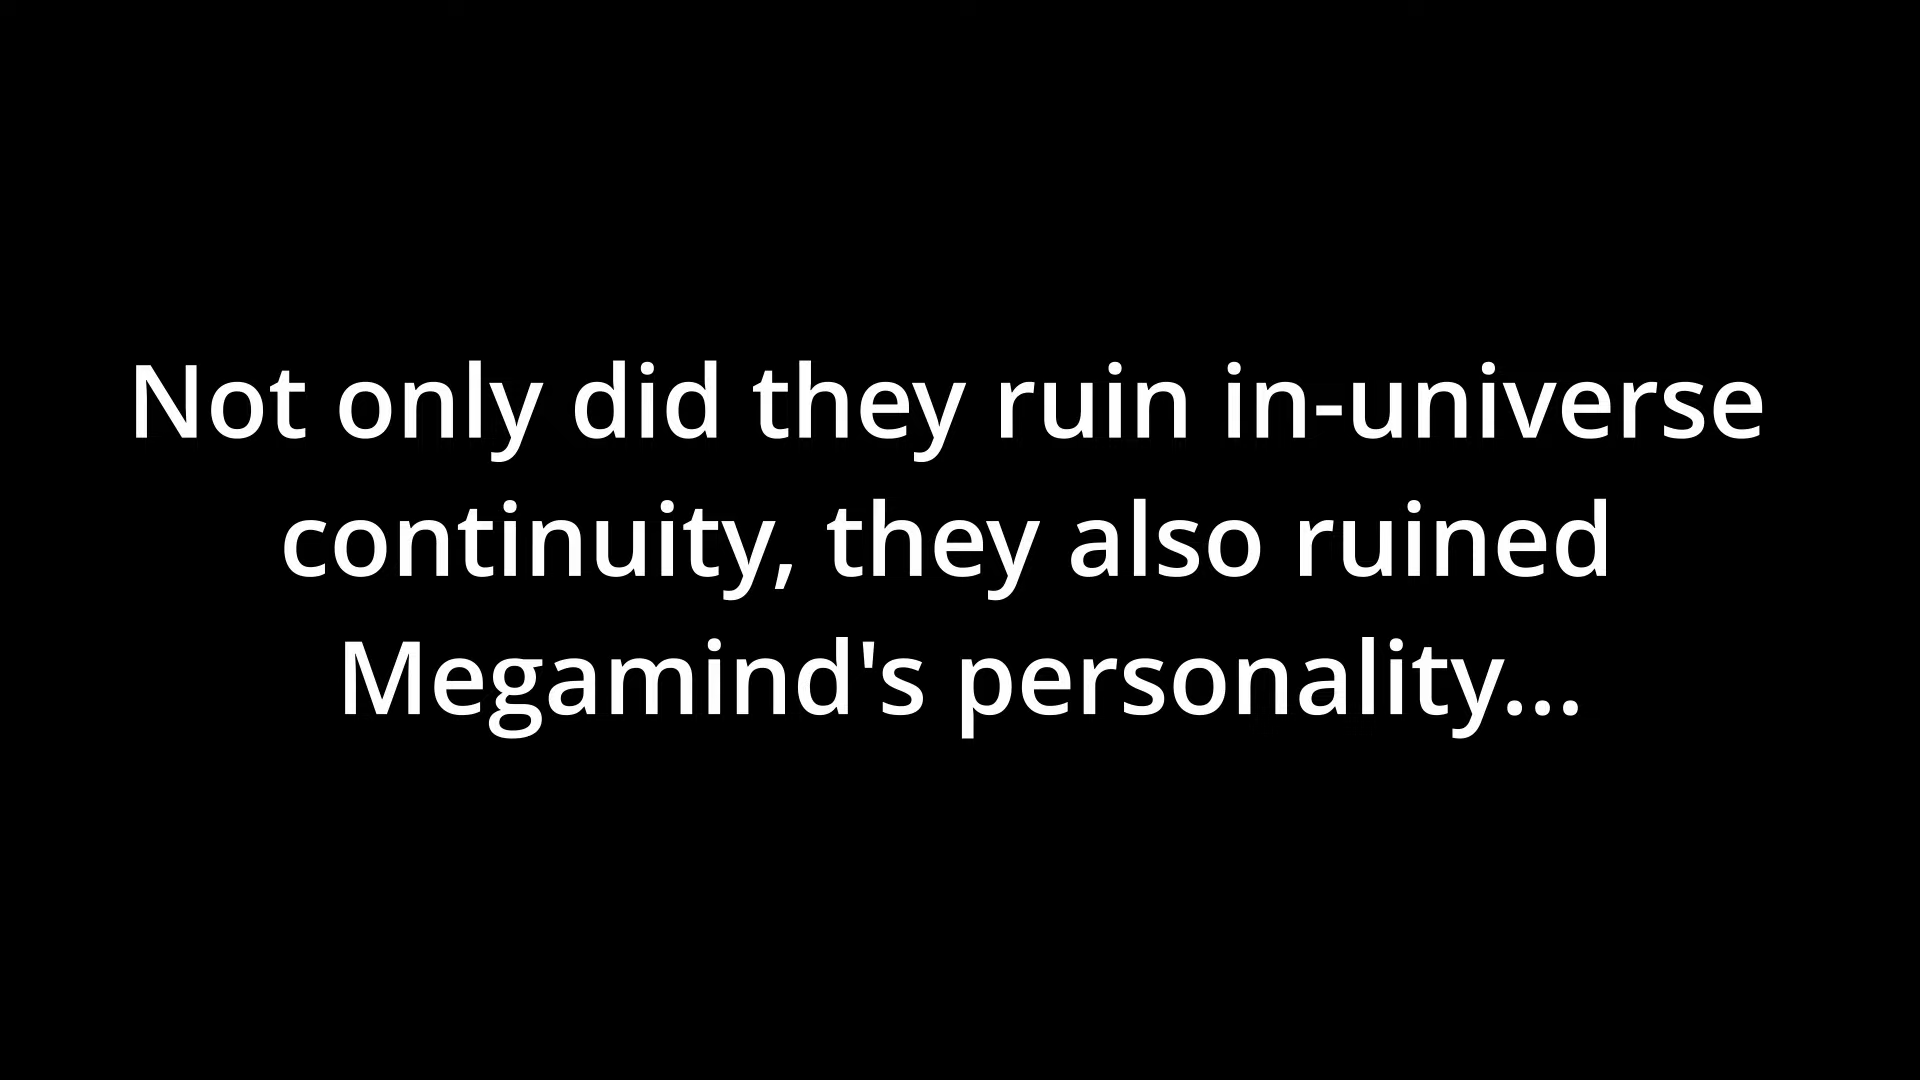 Not only did they ruin in-universe
continuity, they also ruined
Megamind's personality...